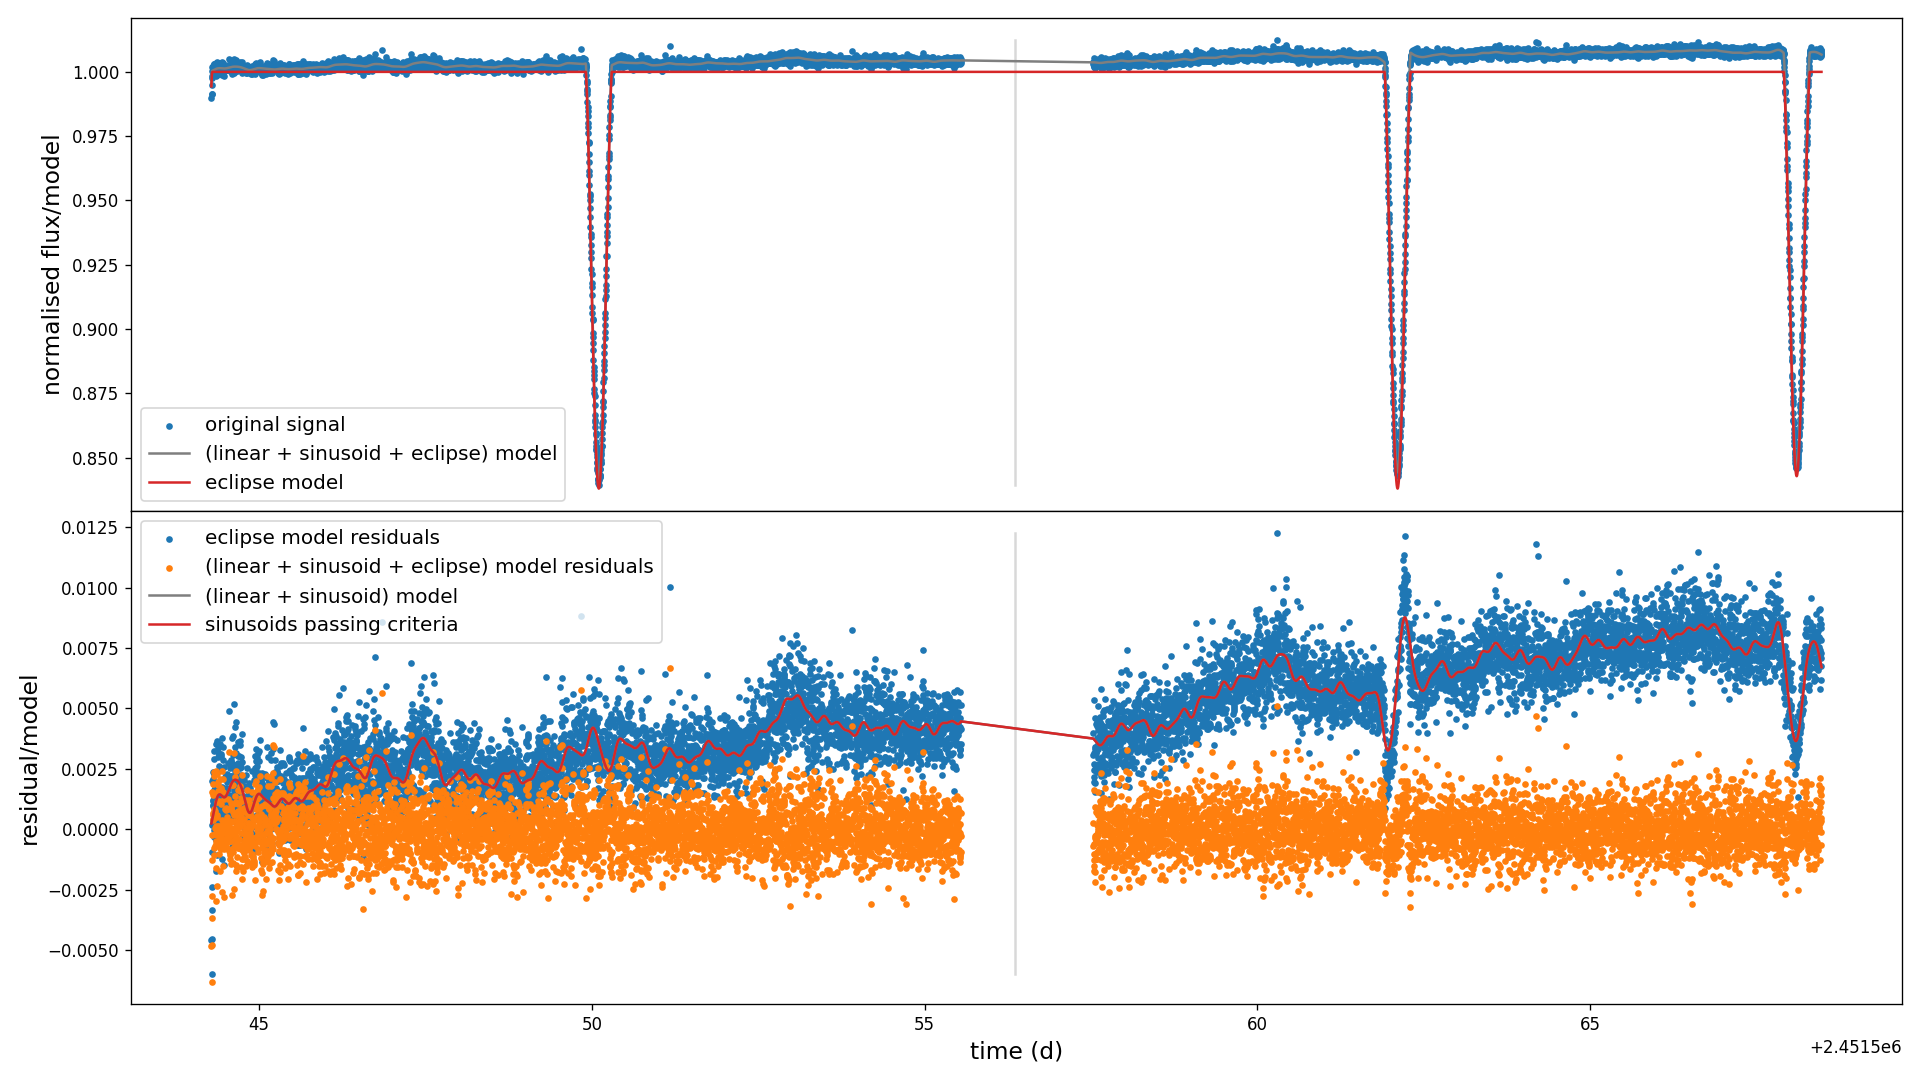 normalised flux/model
1.000
0.975
0.950
0.925
0.900
0.875
0.850
original signal
(linear + sinusoid + eclipse) model
eclipse model
residual/model
0.0125
0.0100
0.0075
0.0050
0.0025
0.0000
−0.0025
−0.0050
eclipse model residuals
(linear + sinusoid + eclipse) model residuals
(linear + sinusoid) model
sinusoids passing criteria
45
50
55
60
65
time (d)
+2.4515e6